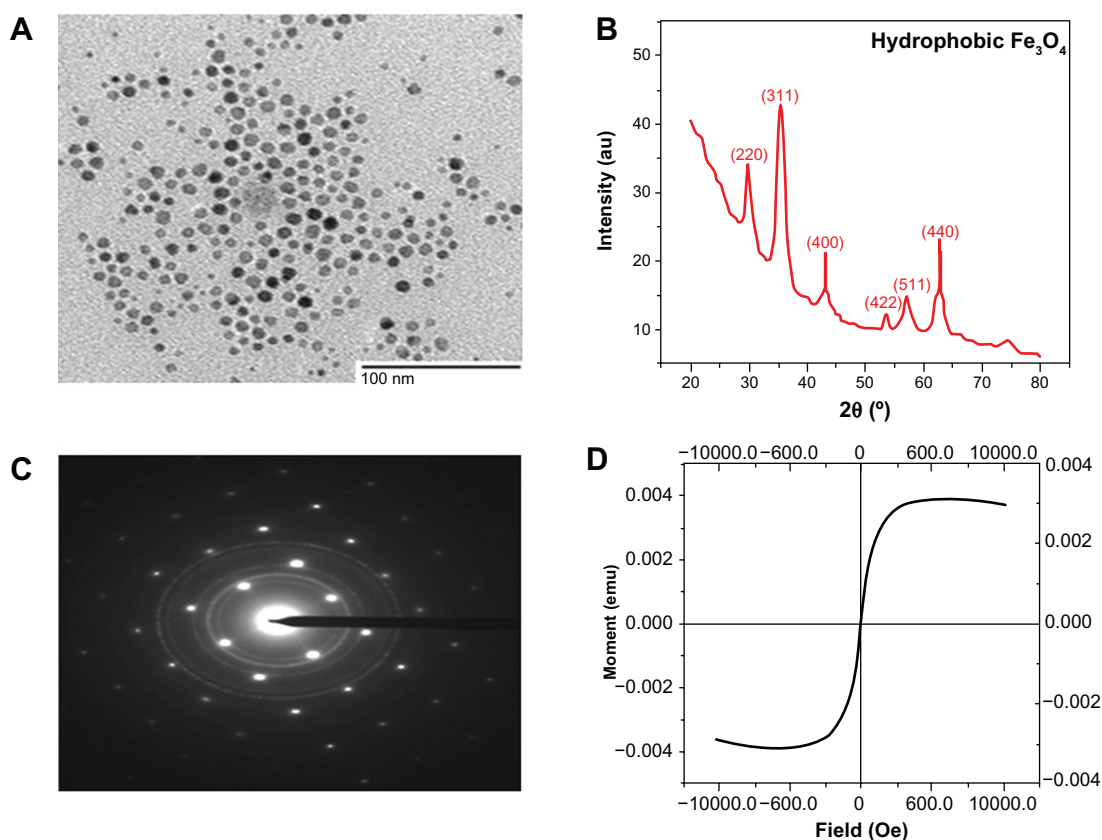 A
100 nm
B
Hydrophobic Fe₃O₄
Intensity (au)
50
40
30
20
10
(220)
(311)
(400)
(422)
(511)
(440)
20 30 40 50 60 70 80
2θ (º)
C
D
−10000.0 −600.0 0 600.0 10000.0
Moment (emu)
0.004
0.002
0.000
−0.002
−0.004
0.004
0.002
0.000
−0.002
−0.004
−10000.0 −600.0 0 600.0 10000.0
Field (Oe)